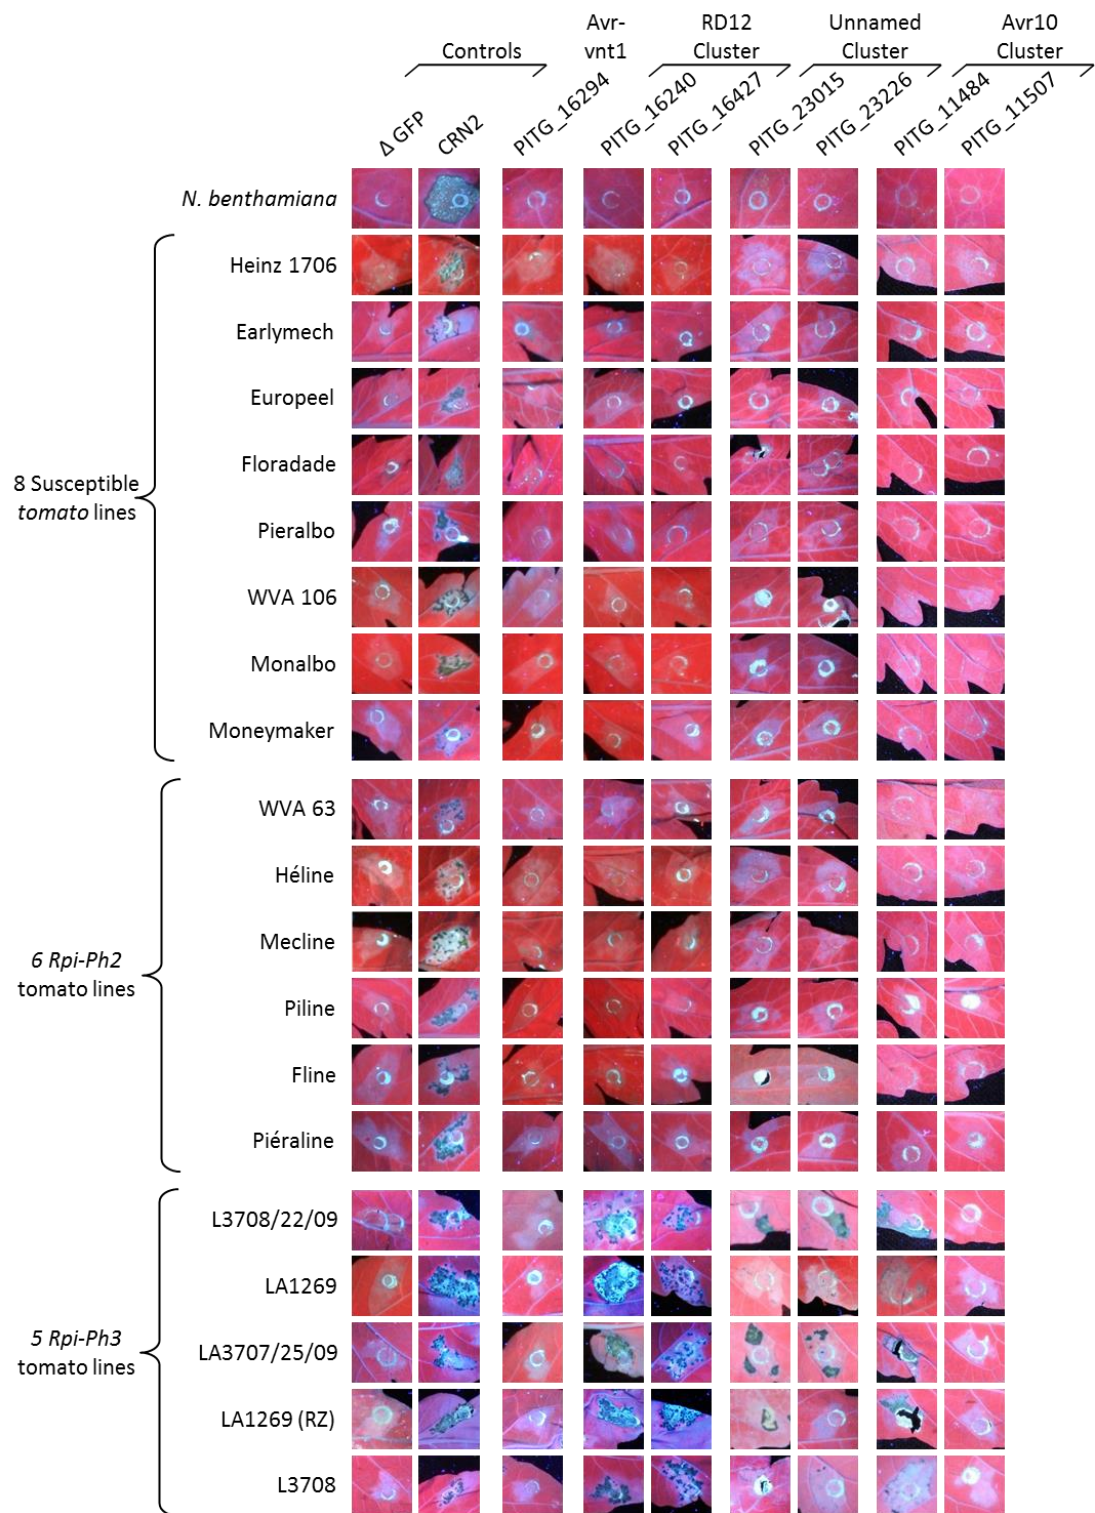 Controls
Avr-
vnt1
RD12
Cluster
Unnamed
Cluster
Avr10
Cluster
Δ GFP
CRN2
PITG_16294
PITG_16240
PITG_16427
PITG_23015
PITG_23226
PITG_11484
PITG_11507
N. benthamiana
8 Susceptible
tomato lines
Heinz 1706
Earlymech
Europeel
Floradade
Pieralbo
WVA 106
Monalbo
Moneymaker
6 Rpi-Ph2
tomato lines
WVA 63
Héline
Mecline
Piline
Fline
Piéraline
5 Rpi-Ph3
tomato lines
L3708/22/09
LA1269
LA3707/25/09
LA1269 (RZ)
L3708